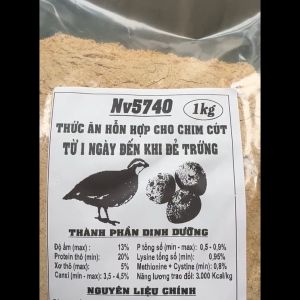 Nv5740
1kg
THỨC ĂN HỖN HỢP CHO CHIM CÚT
TỪ 1 NGÀY ĐẾN KHI ĐẺ TRỨNG
THÀNH PHẦN DINH DƯỠNG
Độ ẩm (max) : 13% P tổng số (min - max): 0,5 - 0,9%
Protein thô (min): 20% Lysine tổng số (min): 0,95%
Xơ thô (max): 5% Methionine + Cystine (min): 0,8%
Canxi (min - max): 3,5 - 4,5% Năng lượng trao đổi: 3.000 Kcal/kg
NGUYÊN LIỆU CHÍNH